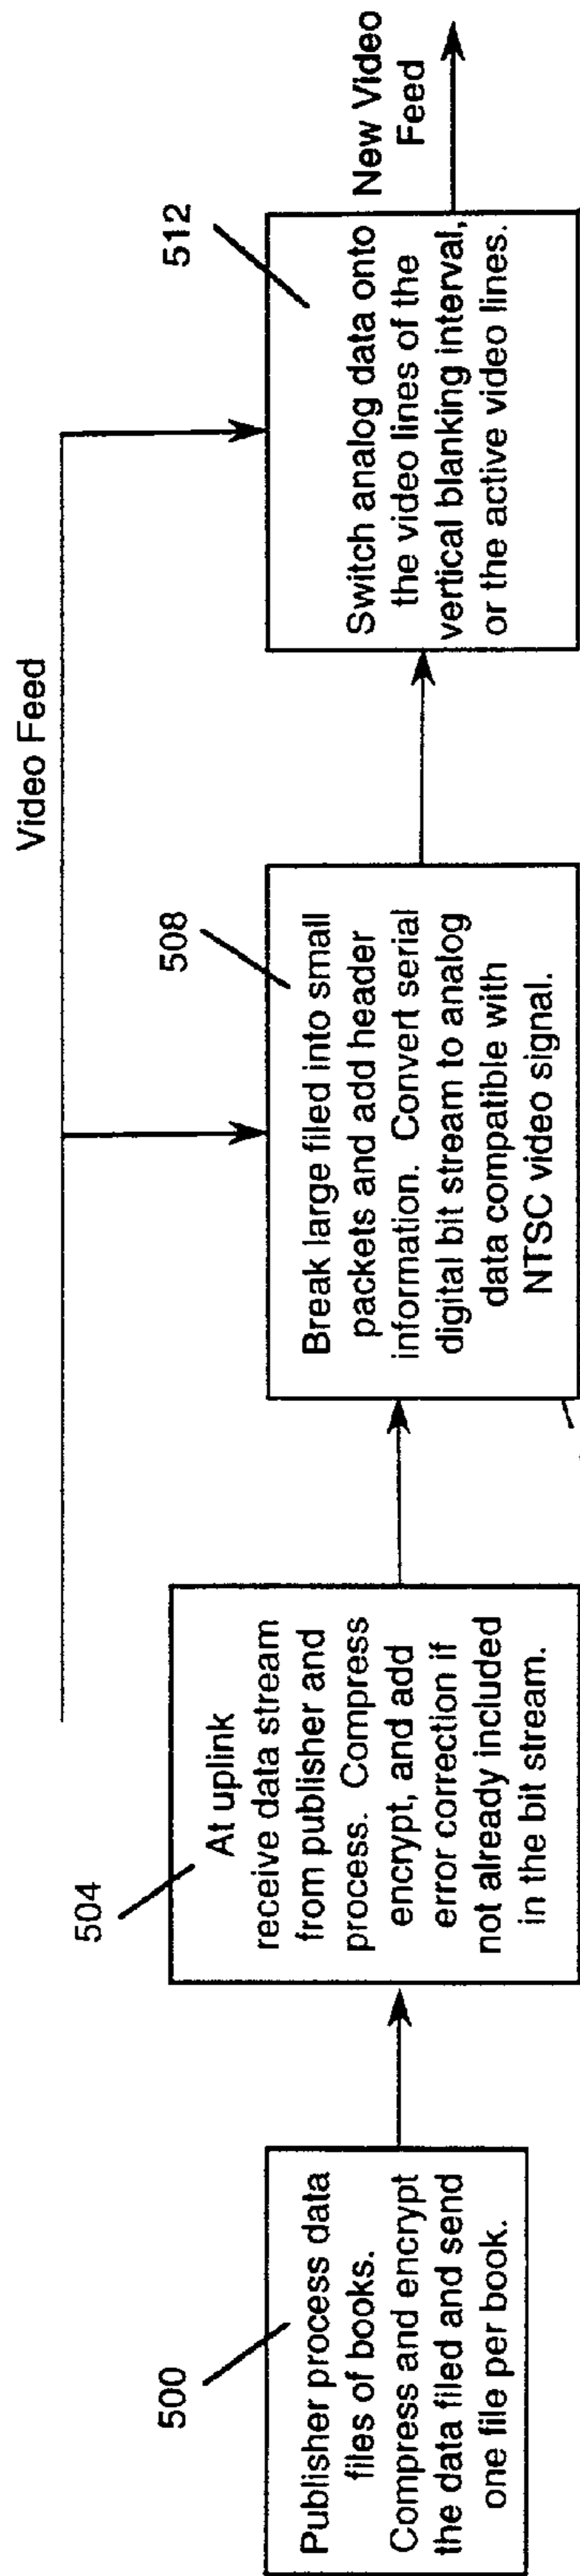 Video Feed
500
Publisher process data
files of books.
Compress and encrypt
the data filed and send
one file per book.
504
At uplink
receive data stream
from publisher and
process. Compress
encrypt, and add
error correction if
not already included
in the bit stream.
508
Break large filed into small
packets and add header
information. Convert serial
digital bit stream to analog
data compatible with
NTSC video signal.
512
Switch analog data onto
the video lines of the
vertical blanking interval,
or the active video lines.
New Video
Feed